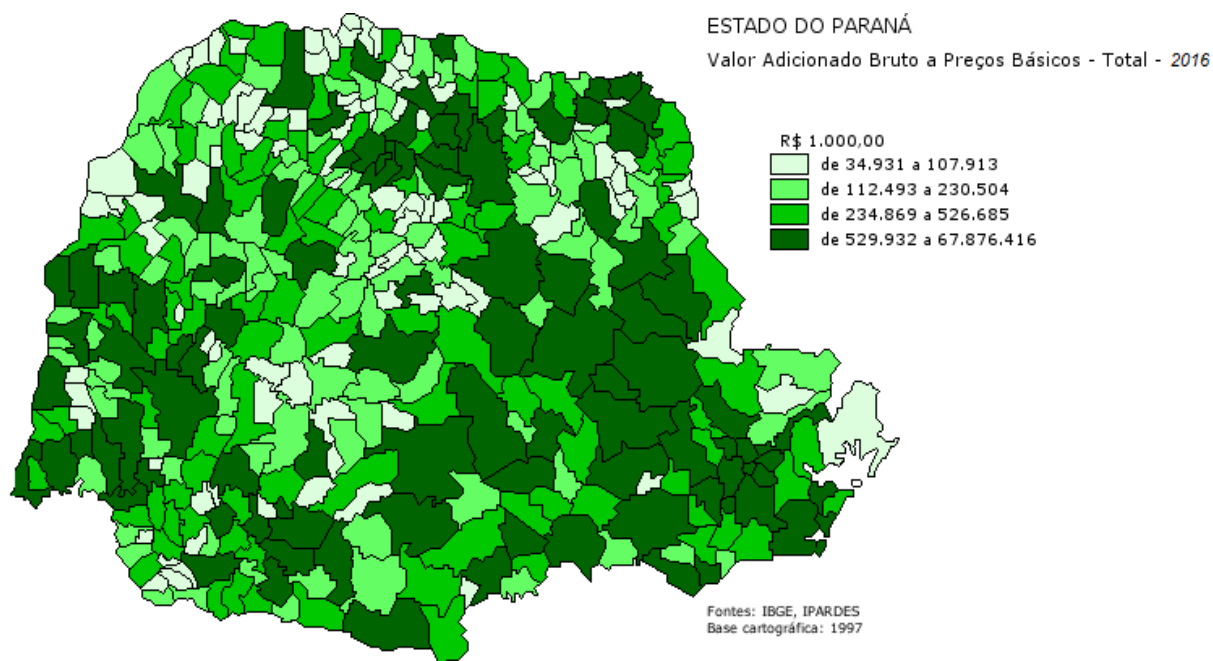 ESTADO DO PARANÁ
Valor Adicionado Bruto a Preços Básicos - Total - 2016
R$ 1.000,00
de 34.931 a 107.913
de 112.493 a 230.504
de 234.869 a 526.685
de 529.932 a 67.876.416
Fontes: IBGE, IPARDES
Base cartográfica: 1997